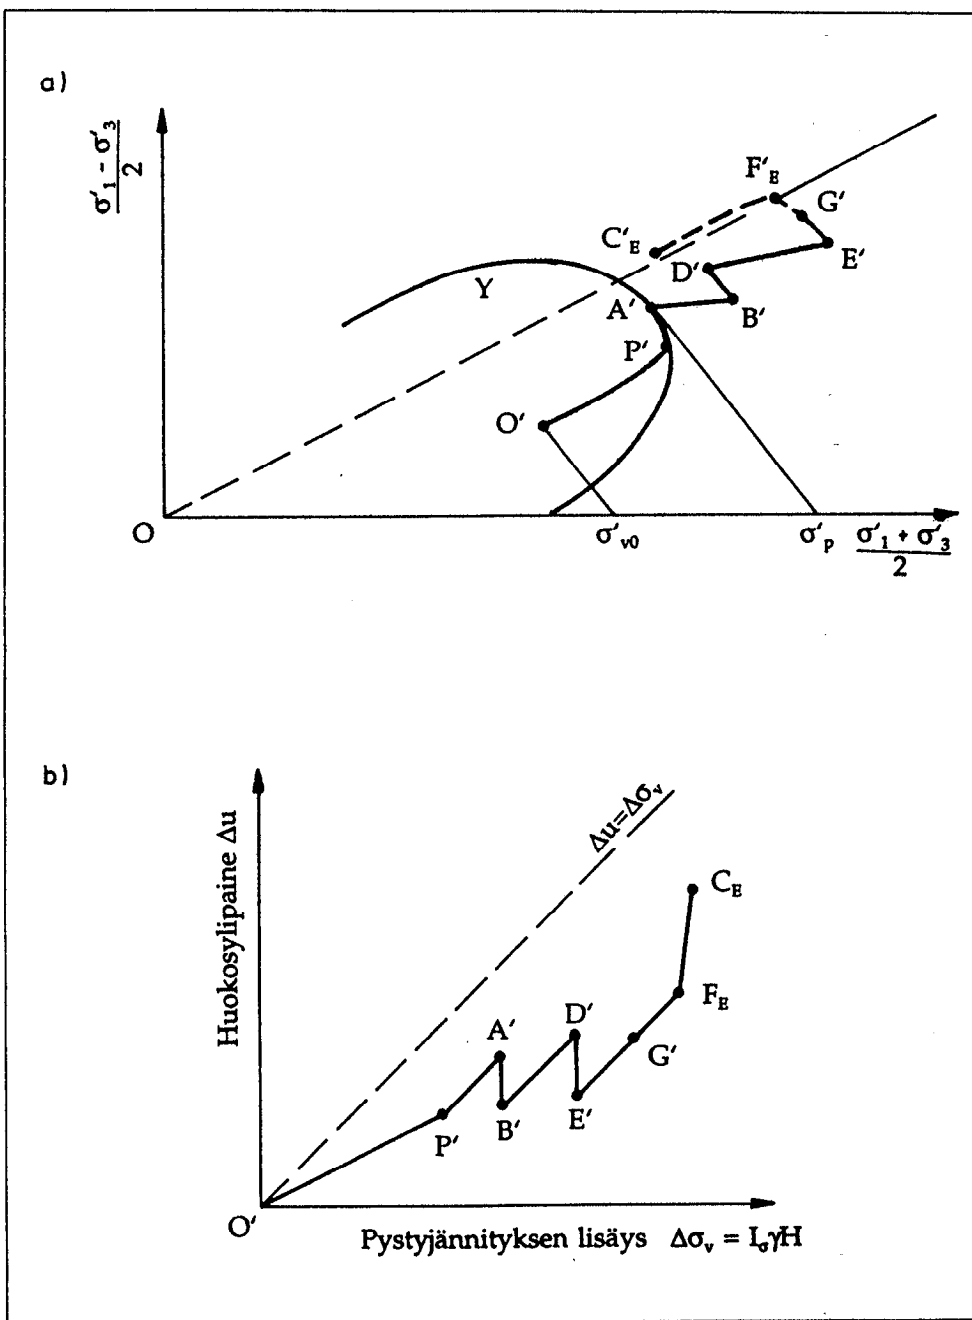 a)
σ'₁ - σ'₃
2
F'E
G'
C'E
D'
E'
Y
A'
B'
P'
O'
O
σ'v0
σ'p
σ'₁ + σ'₃
2
b)
Huokosylipaine Δu
Δu=Δσv
CE
FE
A'
D'
G'
P'
B'
E'
O'
Pystyjännityksen lisäys Δσv = IσγH